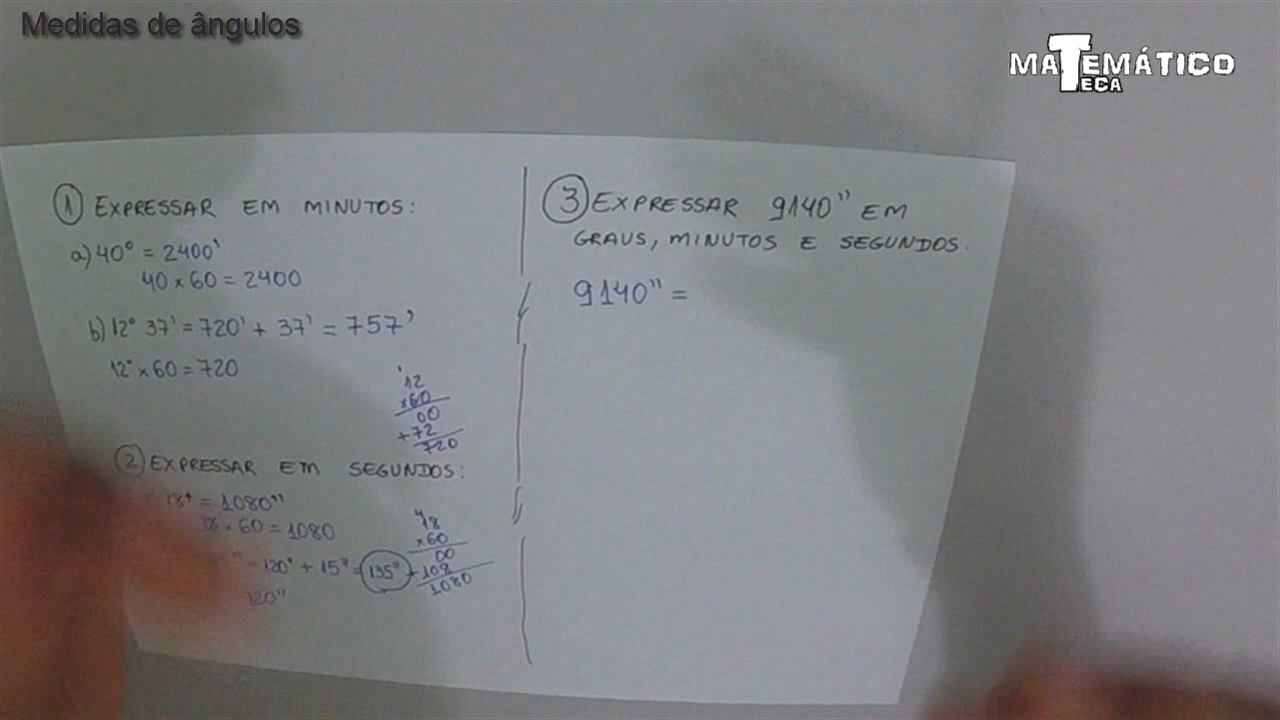 Medidas de ângulos
MATEMÁTICO
TECA
① EXPRESSAR EM MINUTOS:
a) 40° = 2400'
40 x 60 = 2400
b) 12° 37' = 720' + 37' = 757'
12° x 60 = 720
12
x60
00
+72
720
② EXPRESSAR EM SEGUNDOS:
18' = 1080"
18 x 60 = 1080
18
x60
00
+108
1080
= 120" + 15" = 135"
120"
③ EXPRESSAR 9140" EM
GRAUS, MINUTOS E SEGUNDOS.
9140" =